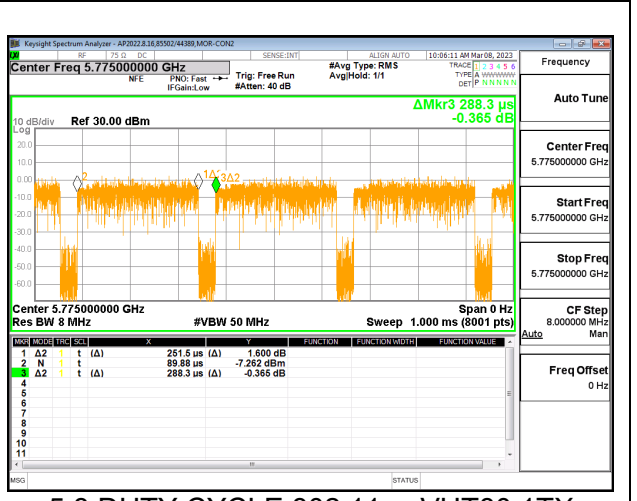 Keysight Spectrum Analyzer - AP2022.8.16,85502/44389,MOR-CON2
RF 75 Ω DC SENSE:INT ALIGN AUTO 10:06:11 AM Mar 08, 2023
Center Freq 5.775000000 GHz
NFE PNO: Fast IFGain:Low
Trig: Free Run
#Atten: 40 dB
#Avg Type: RMS
Avg|Hold: 1/1
TRACE 1 2 3 4 5 6
TYPE A WWWWW
DET P N N N N N
Frequency
ΔMkr3 288.3 µs
-0.365 dB
10 dB/div Ref 30.00 dBm
Log
20.0
10.0
0.00
-10.0
-20.0
-30.0
-40.0
-50.0
-60.0
2
3Δ2
Center 5.775000000 GHz Span 0 Hz
Res BW 8 MHz #VBW 50 MHz Sweep 1.000 ms (8001 pts)
MKR MODE TRC SCL X Y FUNCTION FUNCTION WIDTH FUNCTION VALUE
1 Δ2 1 t (Δ) 251.5 µs (Δ) 1.600 dB
2 N 1 t 89.88 µs -7.262 dBm
3 Δ2 1 t (Δ) 288.3 µs (Δ) -0.365 dB
4
5
6
7
8
9
10
11
MSG STATUS
Auto Tune
Center Freq
5.775000000 GHz
Start Freq
5.775000000 GHz
Stop Freq
5.775000000 GHz
CF Step
8.000000 MHz
Auto Man
Freq Offset
0 Hz